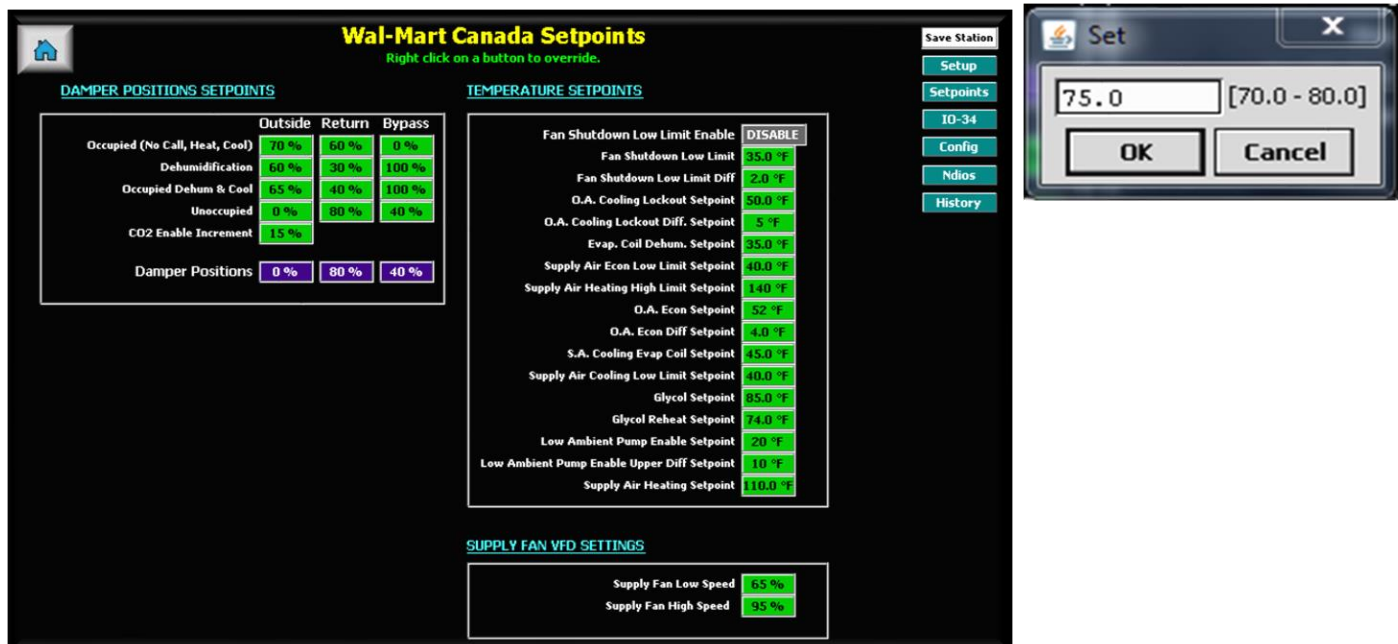 Wal-Mart Canada Setpoints
Right click on a button to override.
Save Station
Setup
Setpoints
IO-34
Config
Ndios
History
DAMPER POSITIONS SETPOINTS
Outside Return Bypass
Occupied (No Call, Heat, Cool) 70 % 60 % 0 %
Dehumidification 60 % 30 % 100 %
Occupied Dehum & Cool 65 % 40 % 100 %
Unoccupied 0 % 80 % 40 %
CO2 Enable Increment 15 %
Damper Positions 0 % 80 % 40 %
TEMPERATURE SETPOINTS
Fan Shutdown Low Limit Enable DISABLE
Fan Shutdown Low Limit 35.0 °F
Fan Shutdown Low Limit Diff 2.0 °F
O.A. Cooling Lockout Setpoint 50.0 °F
O.A. Cooling Lockout Diff. Setpoint 5 °F
Evap. Coil Dehum. Setpoint 35.0 °F
Supply Air Econ Low Limit Setpoint 40.0 °F
Supply Air Heating High Limit Setpoint 140 °F
O.A. Econ Setpoint 52 °F
O.A. Econ Diff Setpoint 4.0 °F
S.A. Cooling Evap Coil Setpoint 45.0 °F
Supply Air Cooling Low Limit Setpoint 40.0 °F
Glycol Setpoint 85.0 °F
Glycol Reheat Setpoint 74.0 °F
Low Ambient Pump Enable Setpoint 20 °F
Low Ambient Pump Enable Upper Diff Setpoint 10 °F
Supply Air Heating Setpoint 110.0 °F
SUPPLY FAN VFD SETTINGS
Supply Fan Low Speed 65 %
Supply Fan High Speed 95 %
Set X
75.0 [70.0 - 80.0]
OK Cancel